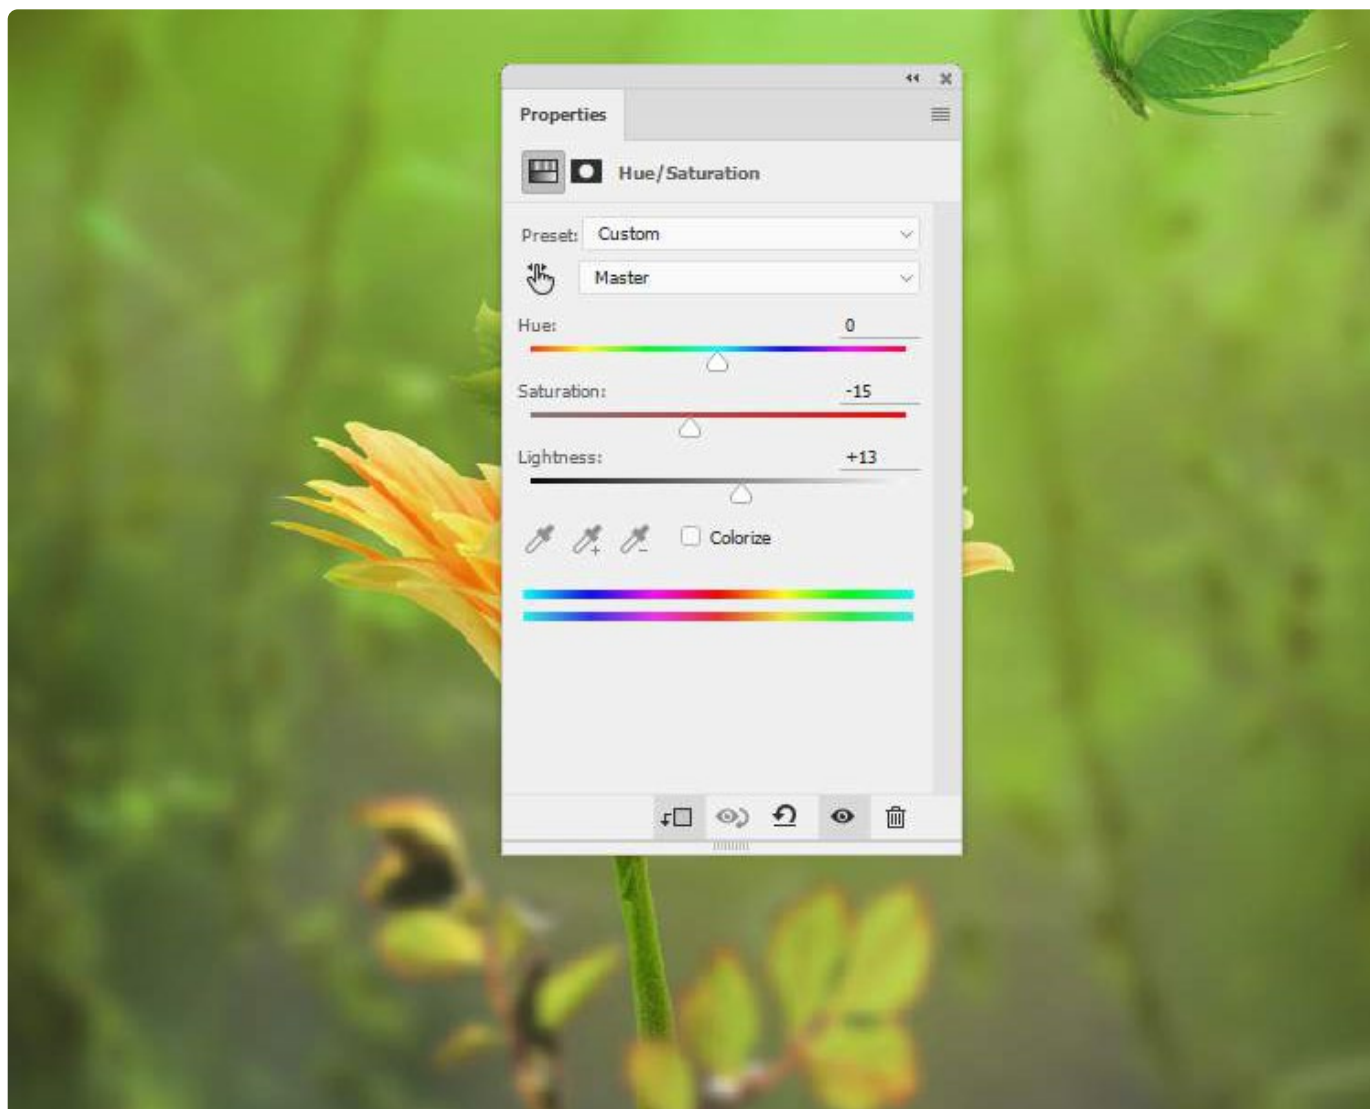 Properties
Hue/Saturation
Preset: Custom
Master
Hue: 0
Saturation: -15
Lightness: +13
Colorize